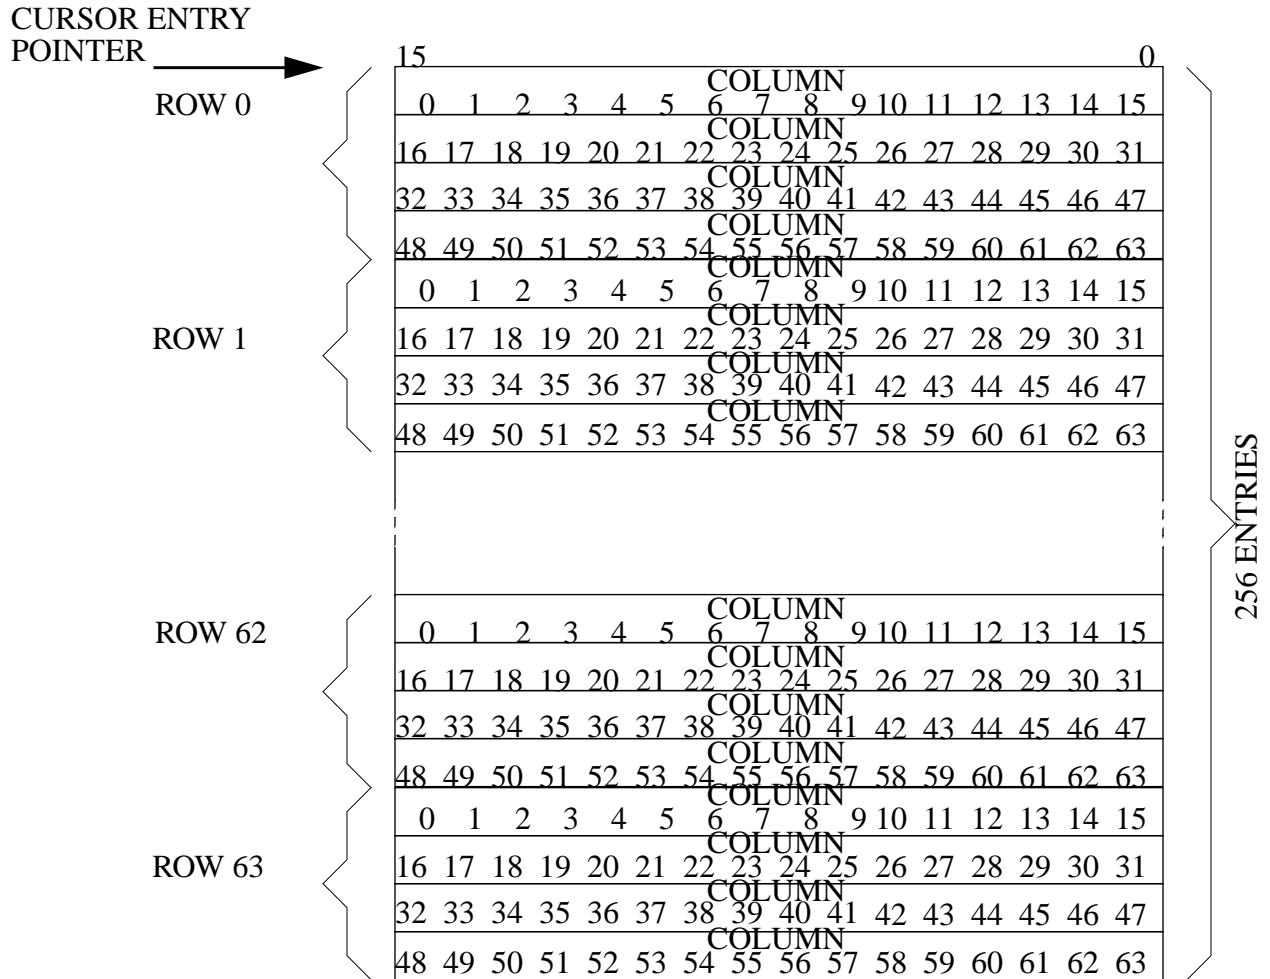 CURSOR ENTRY
POINTER
15 0
COLUMN
ROW 0
0 1 2 3 4 5 6 7 8 9 10 11 12 13 14 15
COLUMN
16 17 18 19 20 21 22 23 24 25 26 27 28 29 30 31
COLUMN
32 33 34 35 36 37 38 39 40 41 42 43 44 45 46 47
COLUMN
48 49 50 51 52 53 54 55 56 57 58 59 60 61 62 63
COLUMN
0 1 2 3 4 5 6 7 8 9 10 11 12 13 14 15
COLUMN
ROW 1
16 17 18 19 20 21 22 23 24 25 26 27 28 29 30 31
COLUMN
32 33 34 35 36 37 38 39 40 41 42 43 44 45 46 47
COLUMN
48 49 50 51 52 53 54 55 56 57 58 59 60 61 62 63
256 ENTRIES
COLUMN
ROW 62
0 1 2 3 4 5 6 7 8 9 10 11 12 13 14 15
COLUMN
16 17 18 19 20 21 22 23 24 25 26 27 28 29 30 31
COLUMN
32 33 34 35 36 37 38 39 40 41 42 43 44 45 46 47
COLUMN
48 49 50 51 52 53 54 55 56 57 58 59 60 61 62 63
COLUMN
0 1 2 3 4 5 6 7 8 9 10 11 12 13 14 15
COLUMN
ROW 63
16 17 18 19 20 21 22 23 24 25 26 27 28 29 30 31
COLUMN
32 33 34 35 36 37 38 39 40 41 42 43 44 45 46 47
COLUMN
48 49 50 51 52 53 54 55 56 57 58 59 60 61 62 63